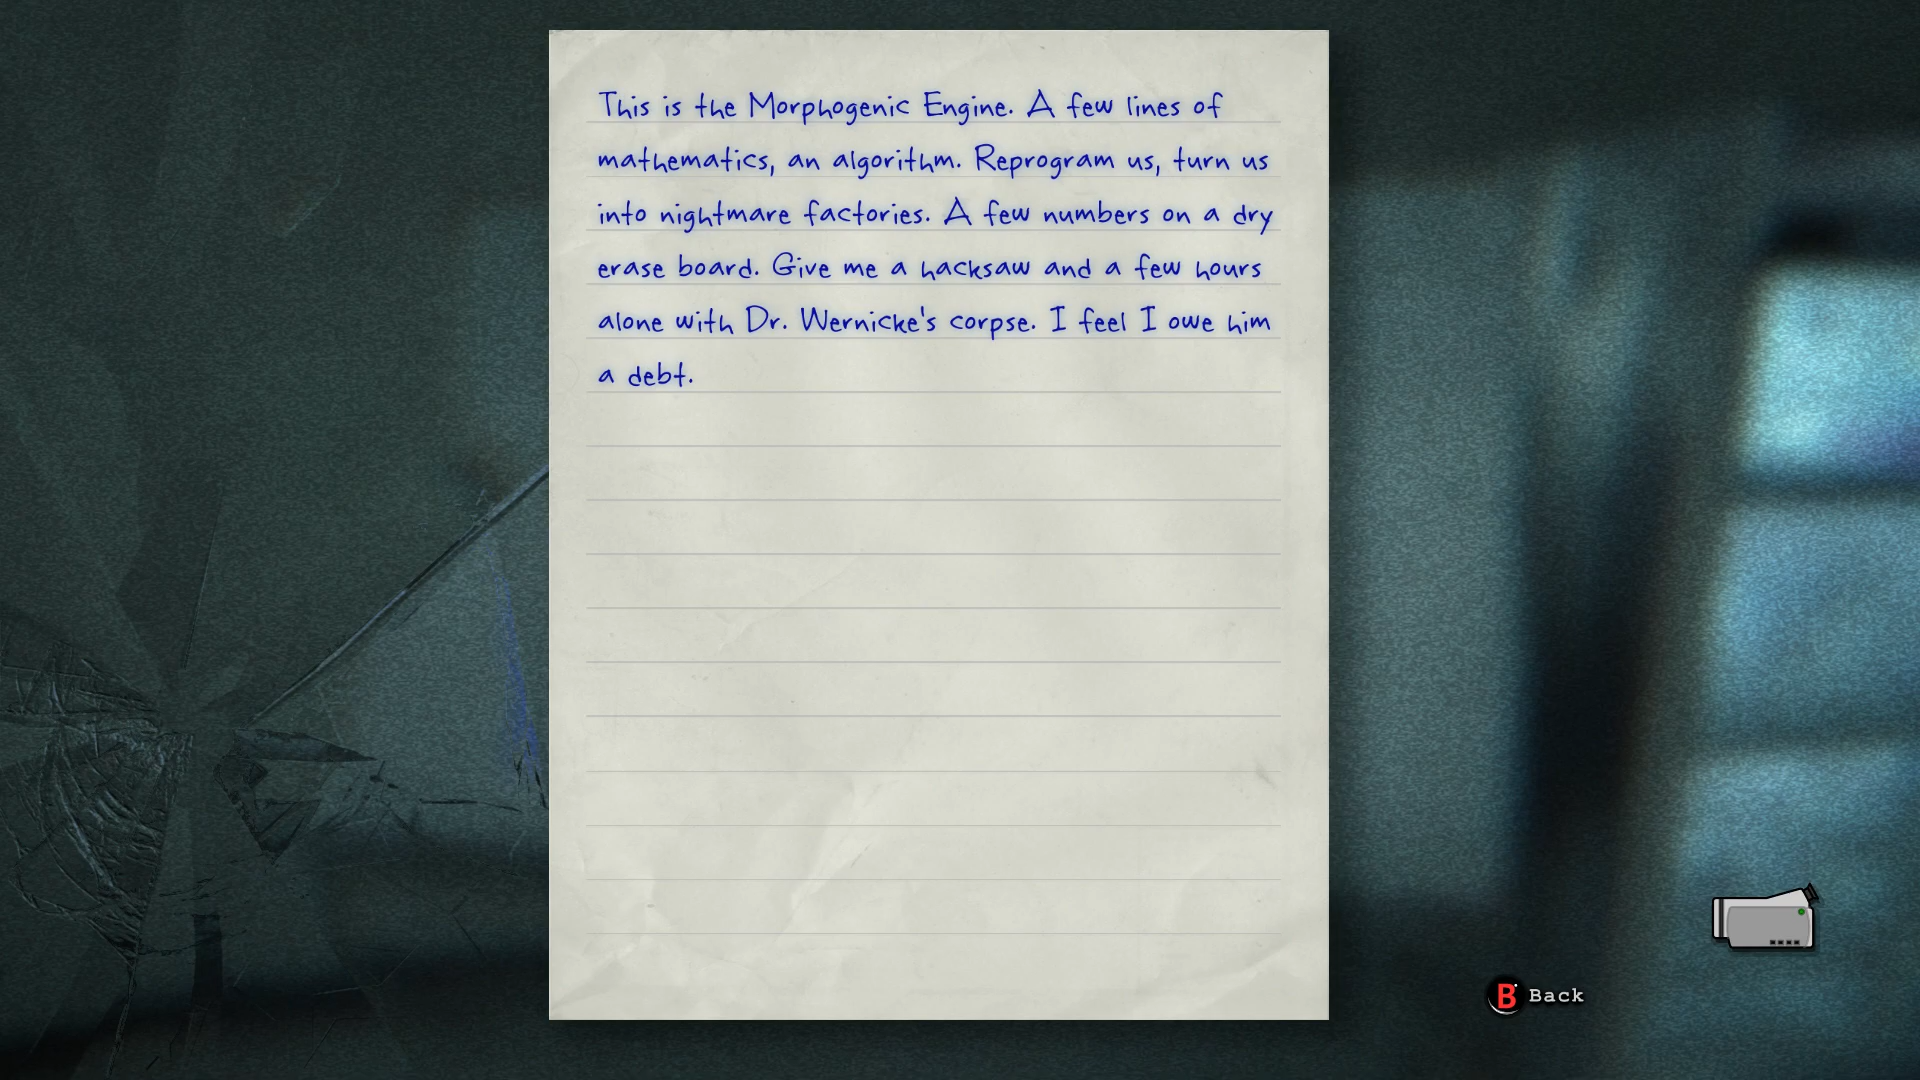 This is the Morphogenic Engine. A few lines of
mathematics, an algorithm. Reprogram us, turn us
into nightmare factories. A few numbers on a dry
erase board. Give me a hacksaw and a few hours
alone with Dr. Wernicke's corpse. I feel I owe him
a debt.
B Back